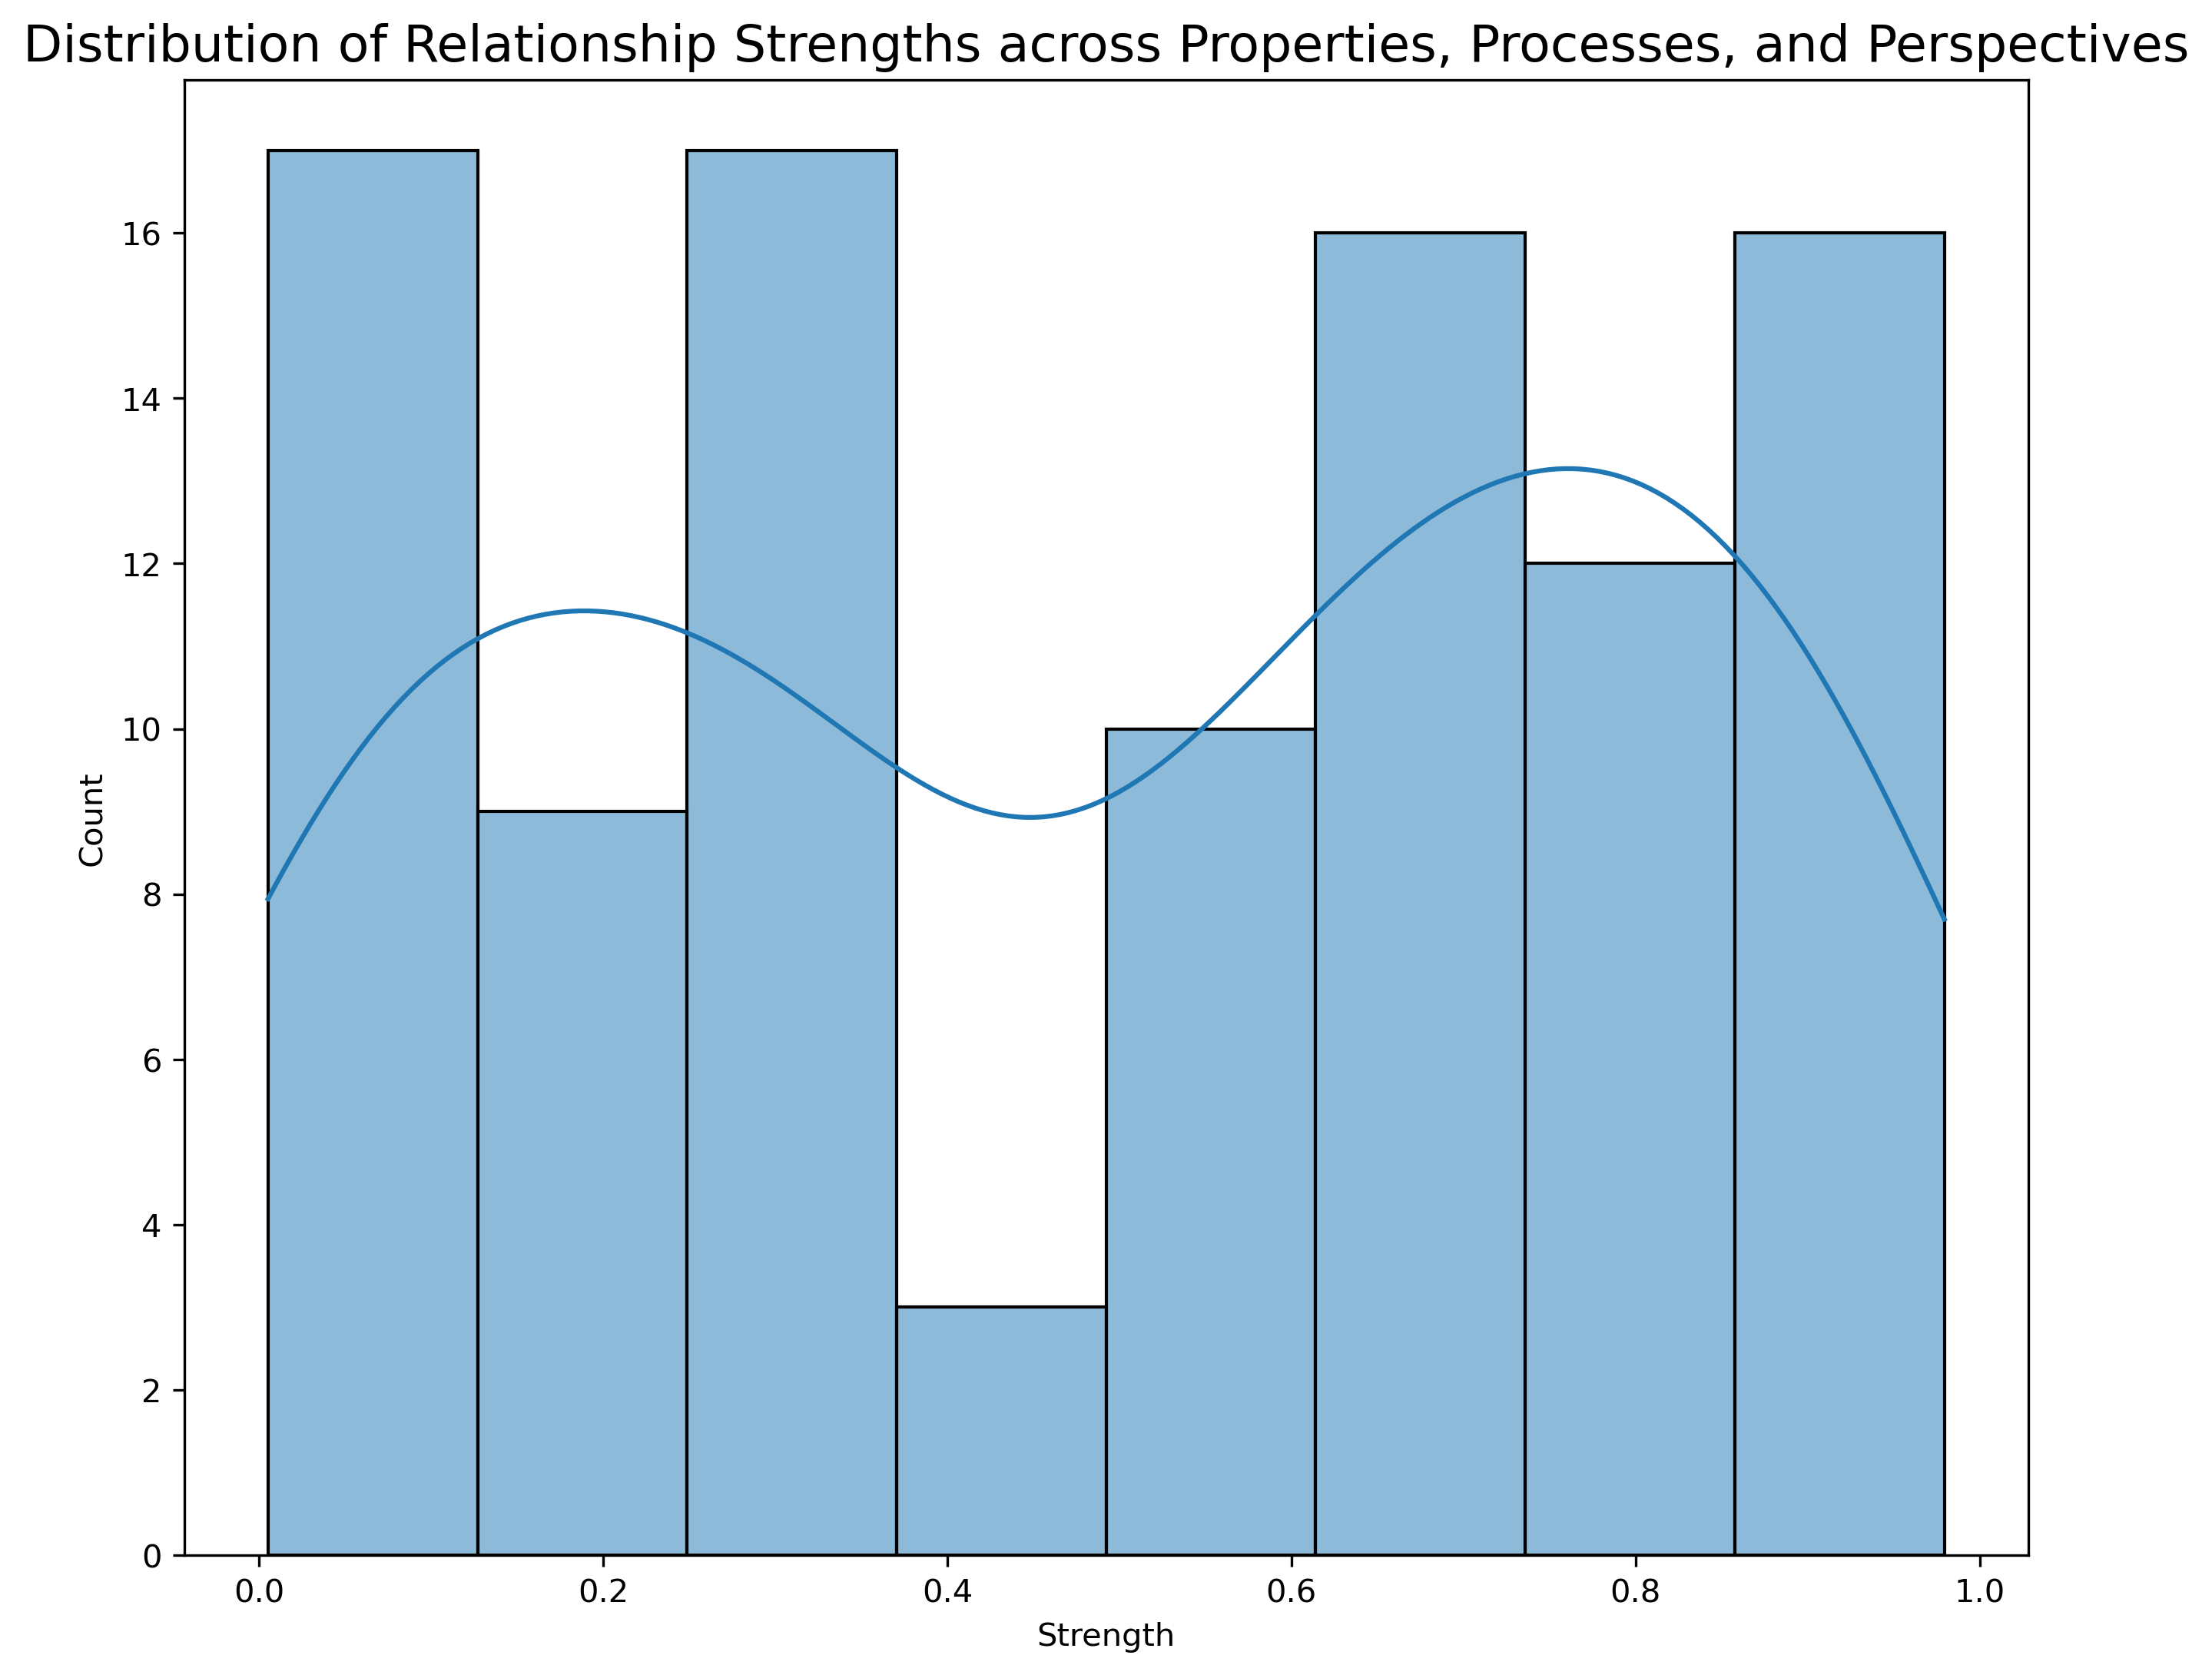 Distribution of Relationship Strengths across Properties, Processes, and Perspectives
16
14
12
10
8
6
4
2
0
Count
0.0 0.2 0.4 0.6 0.8 1.0
Strength